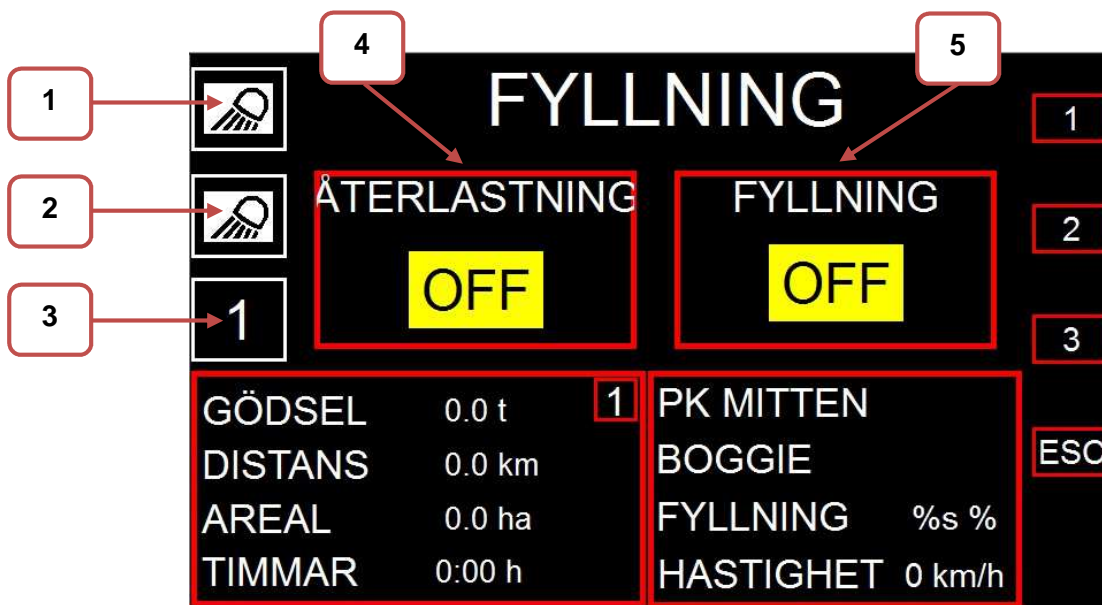 4
5
1
FYLLNING
1
2
ÅTERLASTNING
FYLLNING
2
OFF
OFF
3
1
3
GÖDSEL 0.0 t 1
PK MITTEN
DISTANS 0.0 km
BOGGIE
ESC
AREAL 0.0 ha
FYLLNING %s %
TIMMAR 0:00 h
HASTIGHET 0 km/h